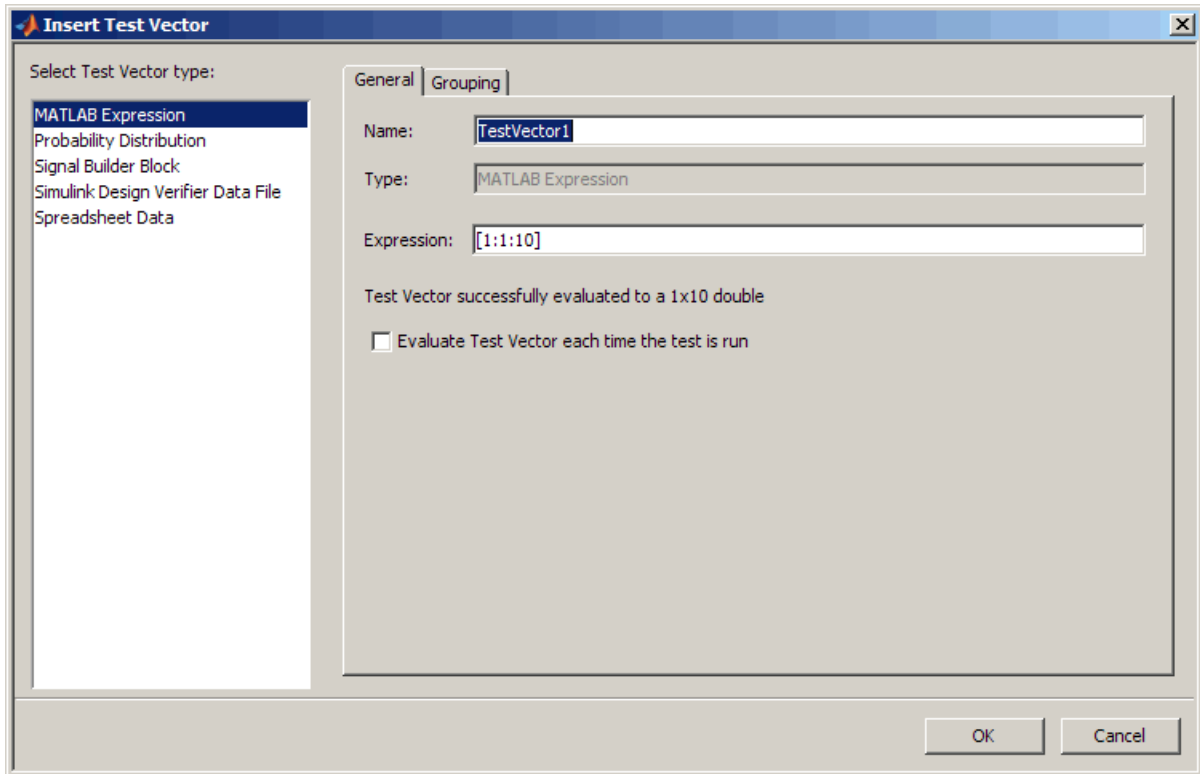 Insert Test Vector
Select Test Vector type:
MATLAB Expression
Probability Distribution
Signal Builder Block
Simulink Design Verifier Data File
Spreadsheet Data
General Grouping
Name: TestVector1
Type: MATLAB Expression
Expression: [1:1:10]
Test Vector successfully evaluated to a 1x10 double
Evaluate Test Vector each time the test is run
OK Cancel